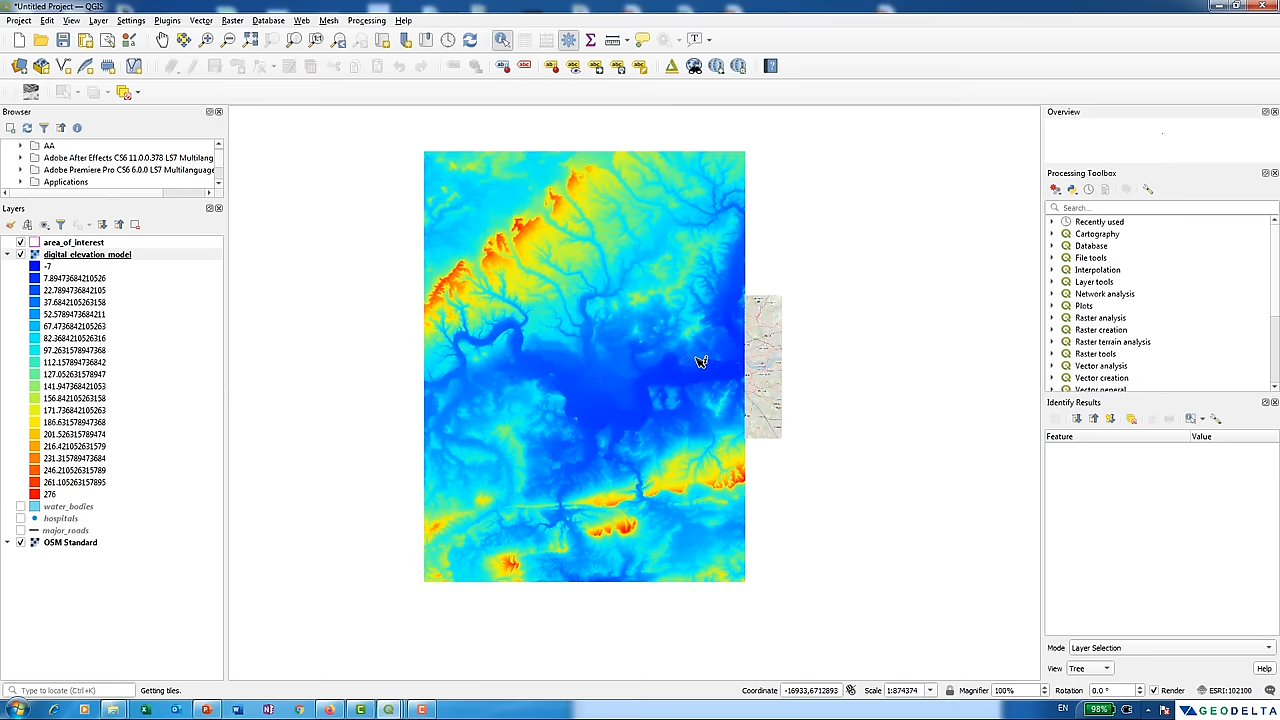 *Untitled Project — QGIS
Project Edit View Layer Settings Plugins Vector Raster Database Web Mesh Processing Help
Browser
AA
Adobe After Effects CS6 11.0.0.378 LS7 Multilang
Adobe Premiere Pro CS6 6.0.0 LS7 Multilanguage
Applications
Layers
area_of_interest
digital_elevation_model
-7
7.89473684210526
22.789473684210５
37.6842105263158
52.5789473684211
67.4736842105263
82.3684210526316
97.2631578947368
112.157894736842
127.052631578947
141.947368421053
156.842105263158
171.736842105263
186.631578947368
201.526315789474
216.421052631579
231.315789473684
246.210526315789
261.105263157895
276
water_bodies
hospitals
major_roads
OSM Standard
Overview
Processing Toolbox
Search...
Recently used
Cartography
Database
File tools
Interpolation
Layer tools
Network analysis
Plots
Raster analysis
Raster creation
Raster terrain analysis
Raster tools
Vector analysis
Vector creation
Vector general
Identify Results
Feature Value
Mode Layer Selection
View Tree Help
Type to locate (Ctrl+K) Getting tiles. Coordinate -16933,6712893 Scale 1:874374 Magnifier 100% Rotation 0.0 ° Render ESRI:102100
EN 98% GEODELTA